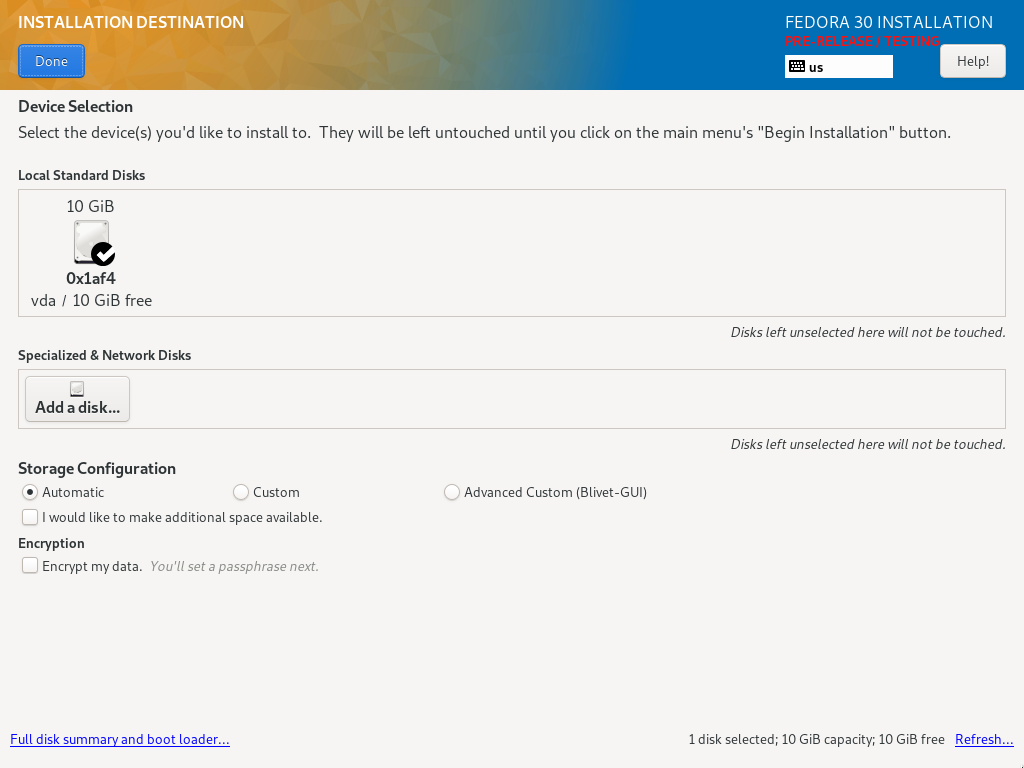 INSTALLATION DESTINATION
FEDORA 30 INSTALLATION
PRE-RELEASE / TESTING
Done
us
Help!
Device Selection
Select the device(s) you'd like to install to.  They will be left untouched until you click on the main menu's "Begin Installation" button.
Local Standard Disks
10 GiB
0x1af4
vda / 10 GiB free
Disks left unselected here will not be touched.
Specialized & Network Disks
Add a disk...
Disks left unselected here will not be touched.
Storage Configuration
Automatic
Custom
Advanced Custom (Blivet-GUI)
I would like to make additional space available.
Encryption
Encrypt my data. You'll set a passphrase next.
Full disk summary and boot loader...
1 disk selected; 10 GiB capacity; 10 GiB free
Refresh...